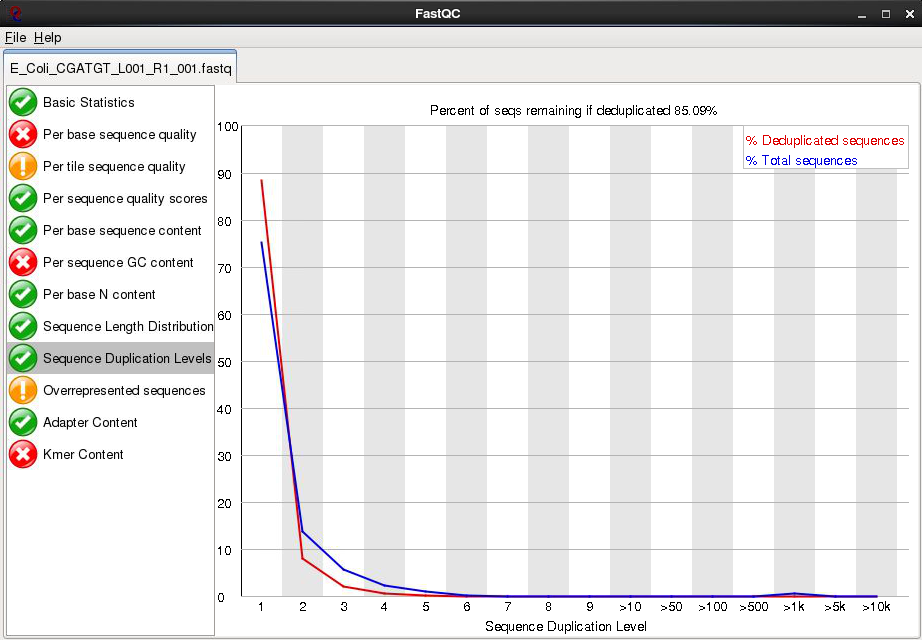 FastQC
File Help
E_Coli_CGATGT_L001_R1_001.fastq
Basic Statistics
Per base sequence quality
Per tile sequence quality
Per sequence quality scores
Per base sequence content
Per sequence GC content
Per base N content
Sequence Length Distribution
Sequence Duplication Levels
Overrepresented sequences
Adapter Content
Kmer Content
Percent of seqs remaining if deduplicated 85.09%
% Deduplicated sequences
% Total sequences
100
90
80
70
60
50
40
30
20
10
0
1 2 3 4 5 6 7 8 9 >10 >50 >100 >500 >1k >5k >10k
Sequence Duplication Level